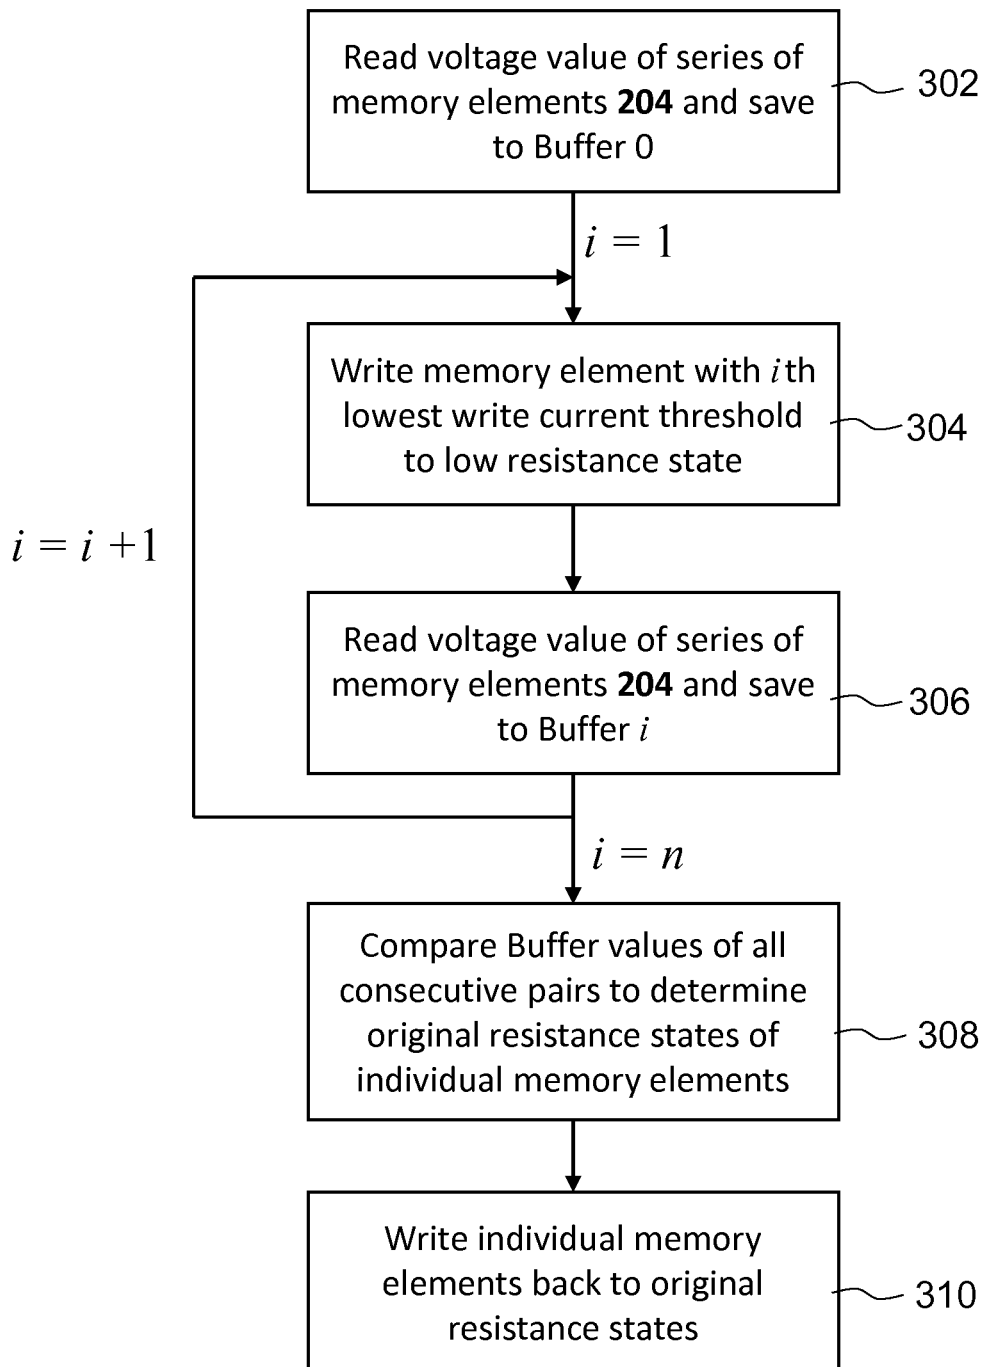 Read voltage value of series of
memory elements 204 and save
to Buffer 0
302
i = 1
Write memory element with ith
lowest write current threshold
to low resistance state
304
i = i +1
Read voltage value of series of
memory elements 204 and save
to Buffer i
306
i = n
Compare Buffer values of all
consecutive pairs to determine
original resistance states of
individual memory elements
308
Write individual memory
elements back to original
resistance states
310